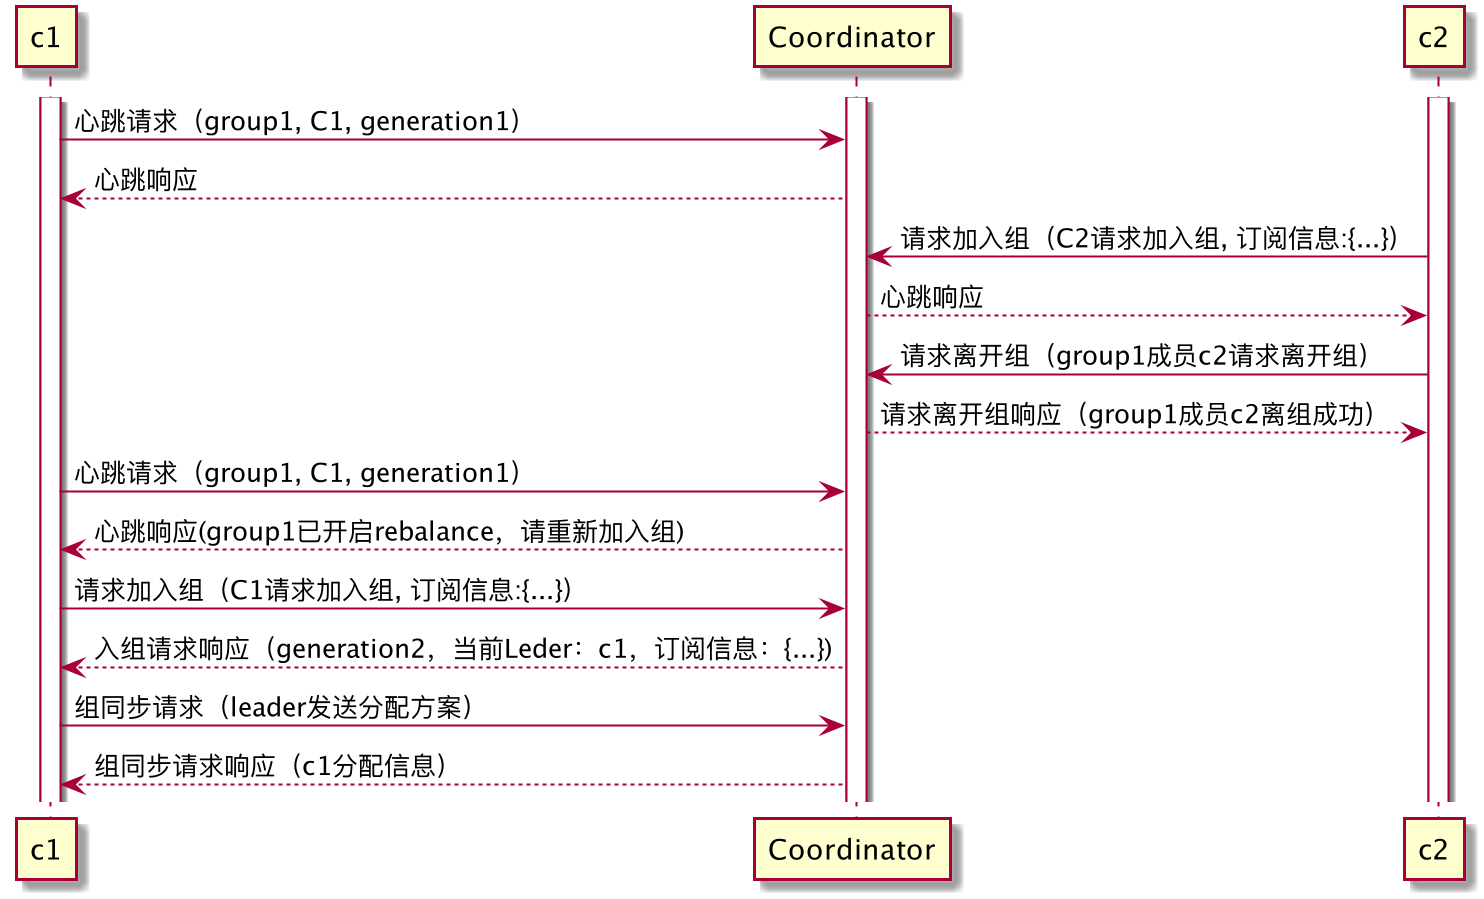 c1
Coordinator
c2
心跳请求（group1, C1, generation1）
心跳响应
请求加入组（C2请求加入组, 订阅信息:{...}）
心跳响应
请求离开组（group1成员c2请求离开组）
请求离开组响应（group1成员c2离组成功）
心跳请求（group1, C1, generation1）
心跳响应(group1已开启rebalance，请重新加入组)
请求加入组（C1请求加入组, 订阅信息:{...}）
入组请求响应（generation2，当前Leder：c1，订阅信息：{...}）
组同步请求（leader发送分配方案）
组同步请求响应（c1分配信息）
c1
Coordinator
c2